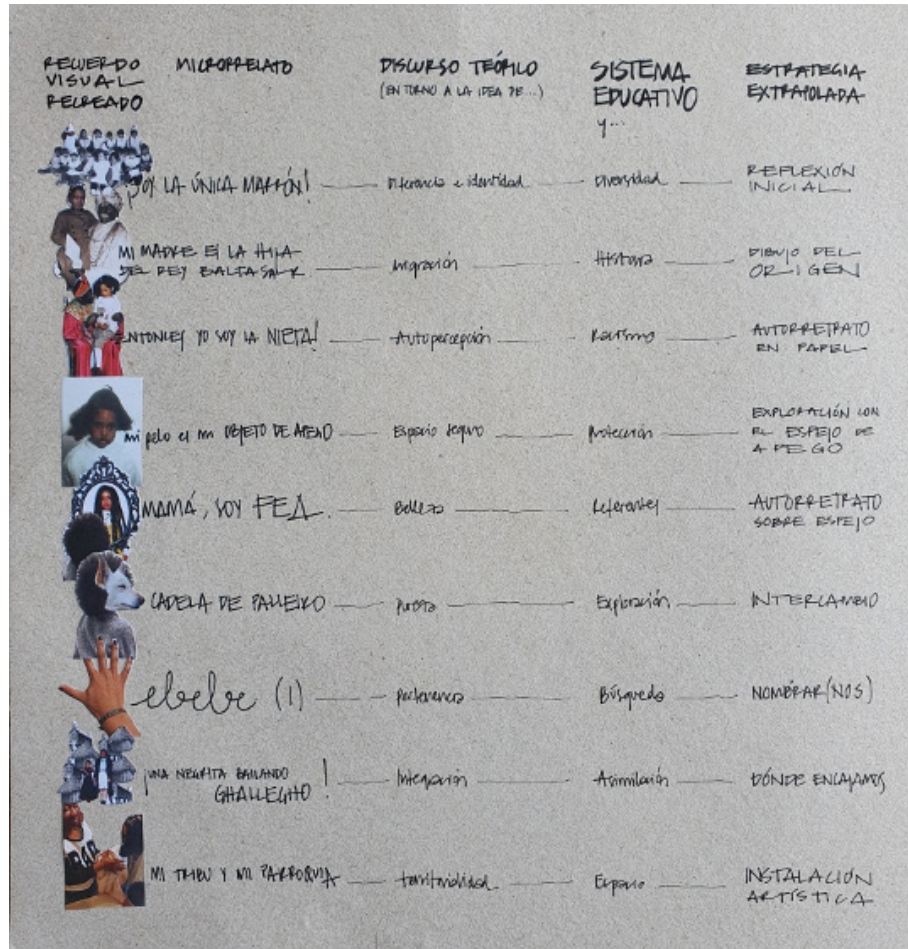 RECUERDO
VISUAL
RECREADO
MICRORRELATO
DISCURSO TEÓRICO
(EN TORNO A LA IDEA DE...)
SISTEMA
EDUCATIVO
y...
ESTRATEGIA
EXTRAPOLADA
¡SOY LA ÚNICA MARRÓN!
Diferencia e identidad
Diversidad
REFLEXIÓN
INICIAL
MI MADRE ES LA HIJA
DEL REY BALTASAR
Migración
Historia
DIBUJO DEL
ORIGEN
ENTONCES YO SOY LA NIETA!
Autopercepción
Racismo
AUTORRETRATO
EN PAPEL
mi pelo es mi OBJETO DE APEGO
Espacio seguro
Protección
EXPLORACIÓN CON
EL ESPEJO DE
APEGO
MAMÁ, SOY FEA.
Belleza
Referentes
AUTORRETRATO
SOBRE ESPEJO
CADELA DE PALLEIRO
Pureza
Exploración
INTERCAMBIO
ebebe (1)
Pertenencia
Búsqueda
NOMBRAR(NOS)
¡UNA NEGRITA BAILANDO
GHALLEGHO!
Integración
Asimilación
DÓNDE ENCAJAMOS
MI TRIBU Y MI PARROQUIA
territorialidad
Espacio
INSTALACIÓN
ARTÍSTICA